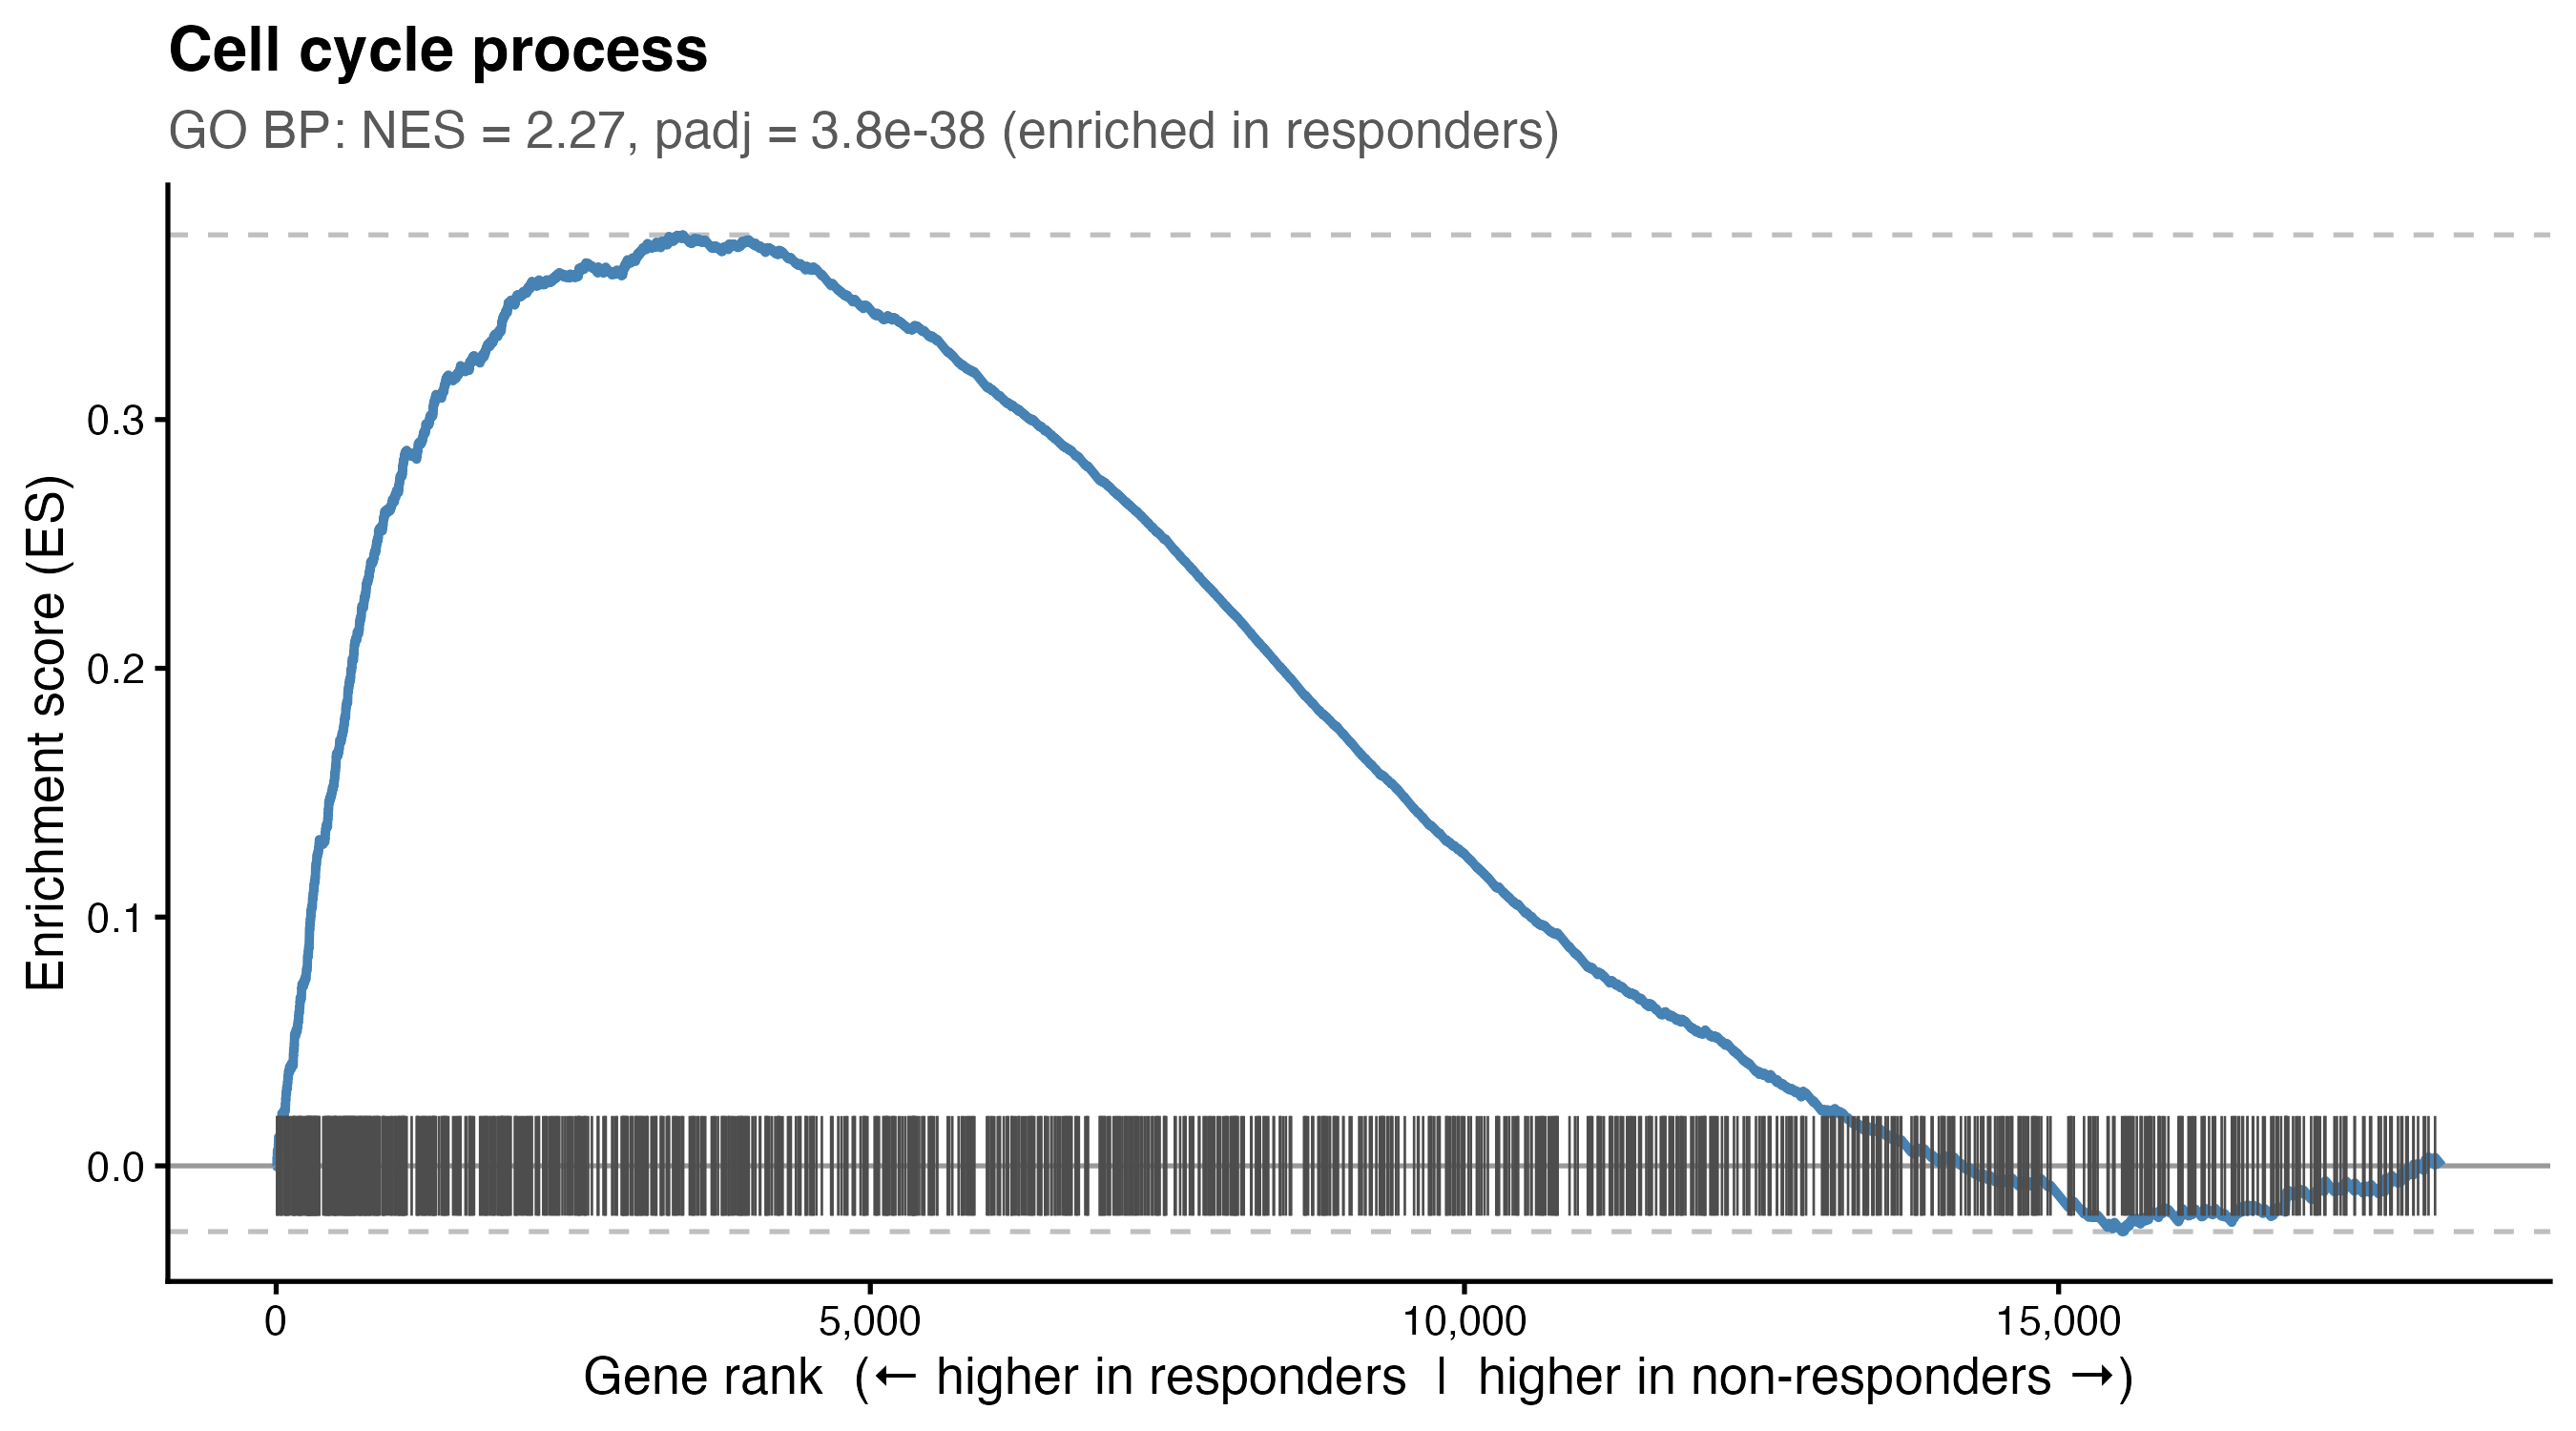 Cell cycle process
GO BP: NES = 2.27, padj = 3.8e-38 (enriched in responders)
Enrichment score (ES)
0.3
0.2
0.1
0.0
0
5,000
10,000
15,000
Gene rank (← higher in responders | higher in non-responders →)